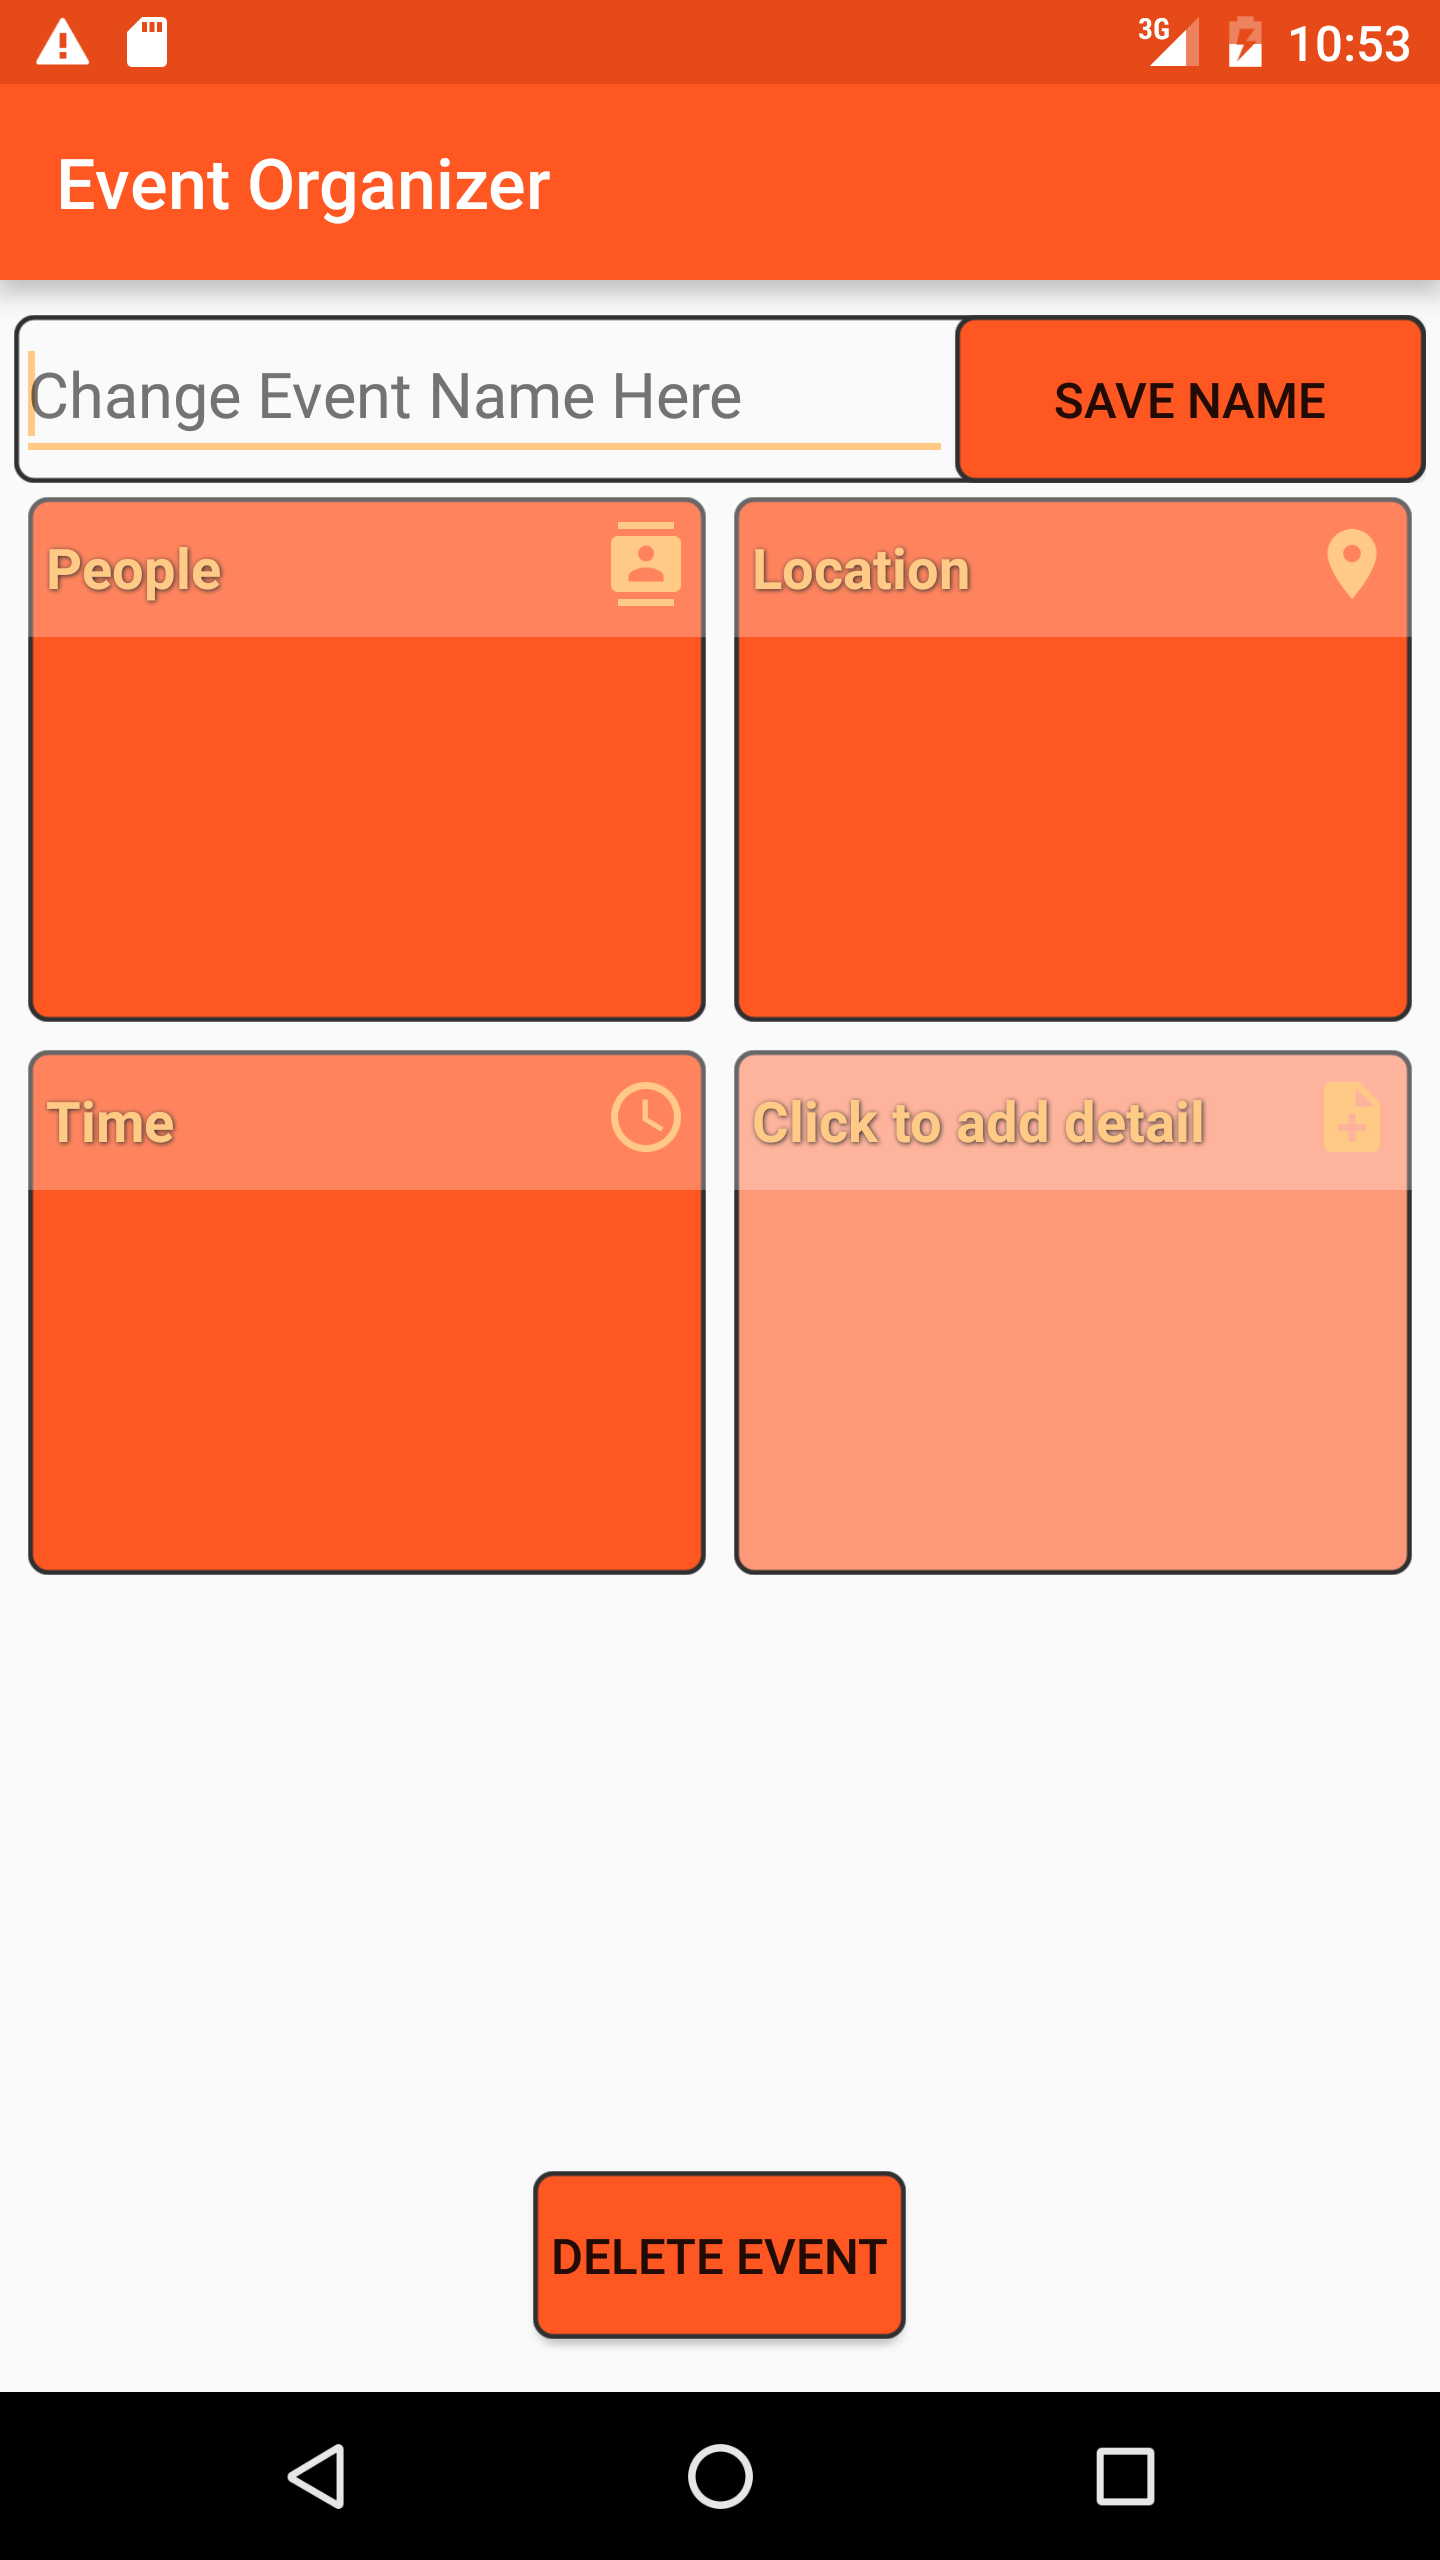 3G 10:53
Event Organizer
Change Event Name Here
SAVE NAME
People
Location
Time
Click to add detail
DELETE EVENT